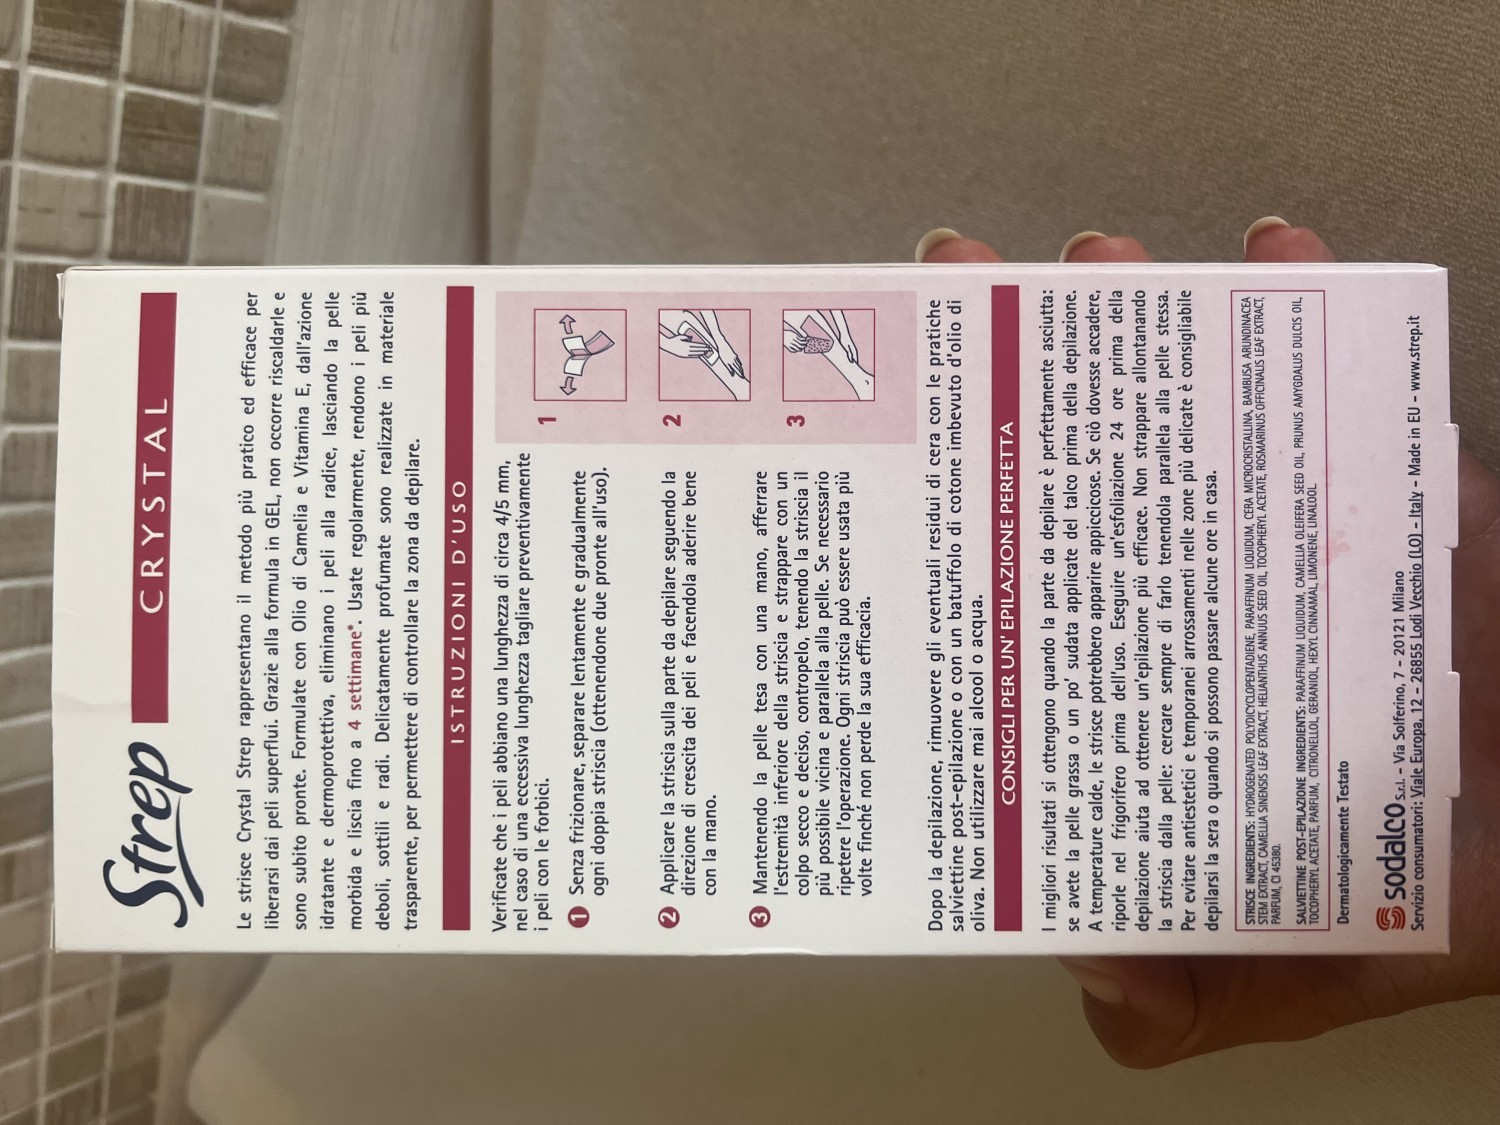 Strep
CRYSTAL
Le strisce Crystal Strep rappresentano il metodo più pratico ed efficace per
liberarsi dai peli superflui. Grazie alla formula in GEL, non occorre riscaldarle e
sono subito pronte. Formulate con Olio di Camelia e Vitamina E, dall'azione
idratante e dermoprotettiva, eliminano i peli alla radice, lasciando la pelle
morbida e liscia fino a 4 settimane*. Usate regolarmente, rendono i peli più
deboli, sottili e radi. Delicatamente profumate sono realizzate in materiale
trasparente, per permettere di controllare la zona da depilare.
ISTRUZIONI D'USO
Verificate che i peli abbiano una lunghezza di circa 4/5 mm,
nel caso di una eccessiva lunghezza tagliare preventivamente
i peli con le forbici.
1 Senza frizionare, separare lentamente e gradualmente
ogni doppia striscia (ottenendone due pronte all'uso).
2 Applicare la striscia sulla parte da depilare seguendo la
direzione di crescita dei peli e facendola aderire bene
con la mano.
3 Mantenendo la pelle tesa con una mano, afferrare
l'estremità inferiore della striscia e strappare con un
colpo secco e deciso, contropelo, tenendo la striscia il
più possibile vicina e parallela alla pelle. Se necessario
ripetere l'operazione. Ogni striscia può essere usata più
volte finché non perde la sua efficacia.
1
2
3
Dopo la depilazione, rimuovere gli eventuali residui di cera con le pratiche
salviettine post-epilazione o con un batuffolo di cotone imbevuto d'olio di
oliva. Non utilizzare mai alcool o acqua.
CONSIGLI PER UN'EPILAZIONE PERFETTA
I migliori risultati si ottengono quando la parte da depilare è perfettamente asciutta:
se avete la pelle grassa o un po' sudata applicate del talco prima della depilazione.
A temperature calde, le strisce potrebbero apparire appiccicose. Se ciò dovesse accadere,
riporle nel frigorifero prima dell'uso. Eseguire un'esfoliazione 24 ore prima della
depilazione aiuta ad ottenere un'epilazione più efficace. Non strappare allontanando
la striscia dalla pelle: cercare sempre di farlo tenendola parallela alla pelle stessa.
Per evitare antiestetici e temporanei arrossamenti nelle zone più delicate è consigliabile
depilarsi la sera o quando si possono passare alcune ore in casa.
STRISCE INGREDIENTS: HYDROGENATED POLYDICYCLOPENTADIENE, PARAFFINUM LIQUIDUM, CERA MICROCRISTALLINA, BAMBUSA ARUNDINACEA
STEM EXTRACT, CAMELLIA SINENSIS LEAF EXTRACT, HELIANTHUS ANNUUS SEED OIL, TOCOPHERYL ACETATE, ROSMARINUS OFFICINALIS LEAF EXTRACT,
PARFUM, CI 45380.
SALVIETTINE POST-EPILAZIONE INGREDIENTS: PARAFFINUM LIQUIDUM, CAMELLIA OLEIFERA SEED OIL, PRUNUS AMYGDALUS DULCIS OIL,
TOCOPHERYL ACETATE, PARFUM, CITRONELLOL, GERANIOL, HEXYL CINNAMAL, LIMONENE, LINALOOL.
Dermatologicamente Testato
sodalco S.r.l. – Via Solferino, 7 – 20121 Milano
Servizio consumatori: Viale Europa, 12 – 26855 Lodi Vecchio (LO) – Italy – Made in EU – www.strep.it